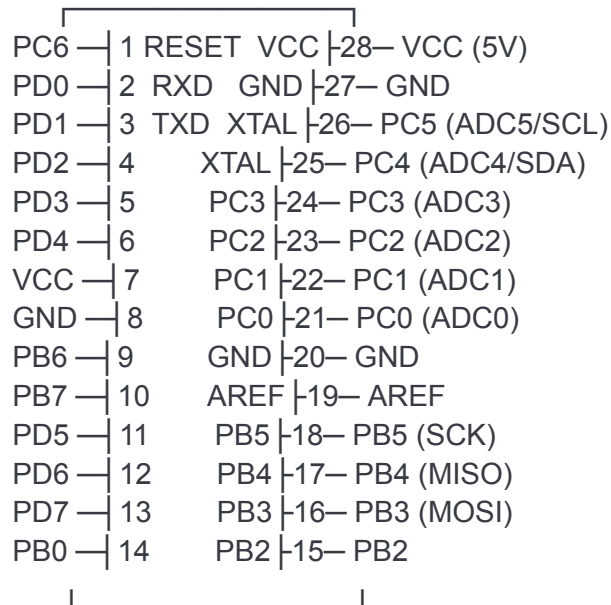 PC6 ─┤1 RESET VCC├28─ VCC (5V)
PD0 ─┤2 RXD GND├27─ GND
PD1 ─┤3 TXD XTAL├26─ PC5 (ADC5/SCL)
PD2 ─┤4 XTAL├25─ PC4 (ADC4/SDA)
PD3 ─┤5 PC3├24─ PC3 (ADC3)
PD4 ─┤6 PC2├23─ PC2 (ADC2)
VCC ─┤7 PC1├22─ PC1 (ADC1)
GND ─┤8 PC0├21─ PC0 (ADC0)
PB6 ─┤9 GND├20─ GND
PB7 ─┤10 AREF├19─ AREF
PD5 ─┤11 PB5├18─ PB5 (SCK)
PD6 ─┤12 PB4├17─ PB4 (MISO)
PD7 ─┤13 PB3├16─ PB3 (MOSI)
PB0 ─┤14 PB2├15─ PB2